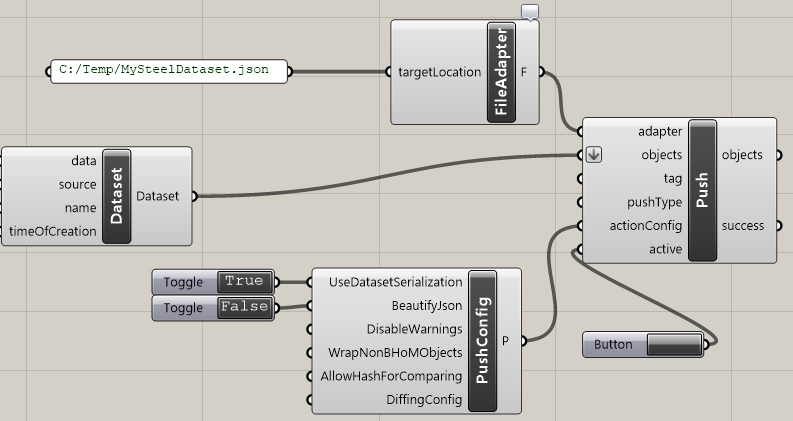 C:/Temp/MySteelDataset.json
targetLocation
FileAdapter
F
data
source
name
timeOfCreation
Dataset
Dataset
adapter
objects
tag
pushType
actionConfig
active
Push
objects
success
Toggle True
Toggle False
UseDatasetSerialization
BeautifyJson
DisableWarnings
WrapNonBHoMObjects
AllowHashForComparing
DiffingConfig
PushConfig
P
Button